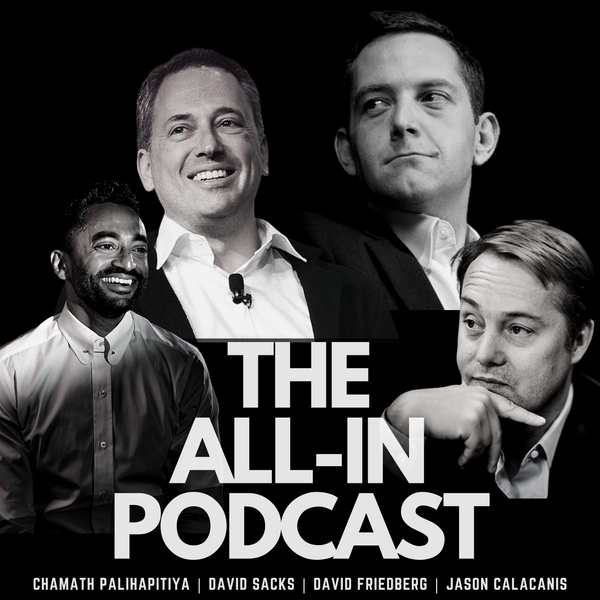 THE
ALL-IN
PODCAST
CHAMATH PALIHAPITIYA | DAVID SACKS | DAVID FRIEDBERG | JASON CALACANIS